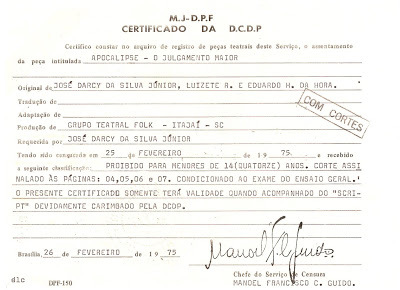 M.J-D.P.F
CERTIFICADO DA D.C.D.P
Certifico constar no arquivo de registro de peças teatrais deste Serviço, o assentamento
da peça intitulada APOCALIPSE - O JULGAMENTO MAIOR
Original de JOSÉ DARCY DA SILVA JÚNIOR, LUIZETE R. E EDUARDO H. DA HORA.
Tradução de
COM CORTES
Adaptação de
Produção de GRUPO TEATRAL FOLK - ITAJAÍ - SC
Requerida por JOSÉ DARCY DA SILVA JÚNIOR
Tendo sido censurada em 25 de FEVEREIRO de 19 75. e recebido
a seguinte classificação: PROIBIDO PARA MENORES DE 14(QUATORZE) ANOS. CORTE ASSI
NALADO ÀS PÁGINAS: 04,05,06 e 07. CONDICIONADO AO EXAME DO ENSAIO GERAL.
O PRESENTE CERTIFICADO SOMENTE TERÁ VALIDADE QUANDO ACOMPANHADO DO "SCRI-
PT" DEVIDAMENTE CARIMBADO PELA DCDP.
Brasília, 26 de FEVEREIRO de 19 75
Manoel F. C. Guido
Chefe do Serviço de Censura
dlc DPF-150 MANOEL FRANCISCO C. GUIDO.